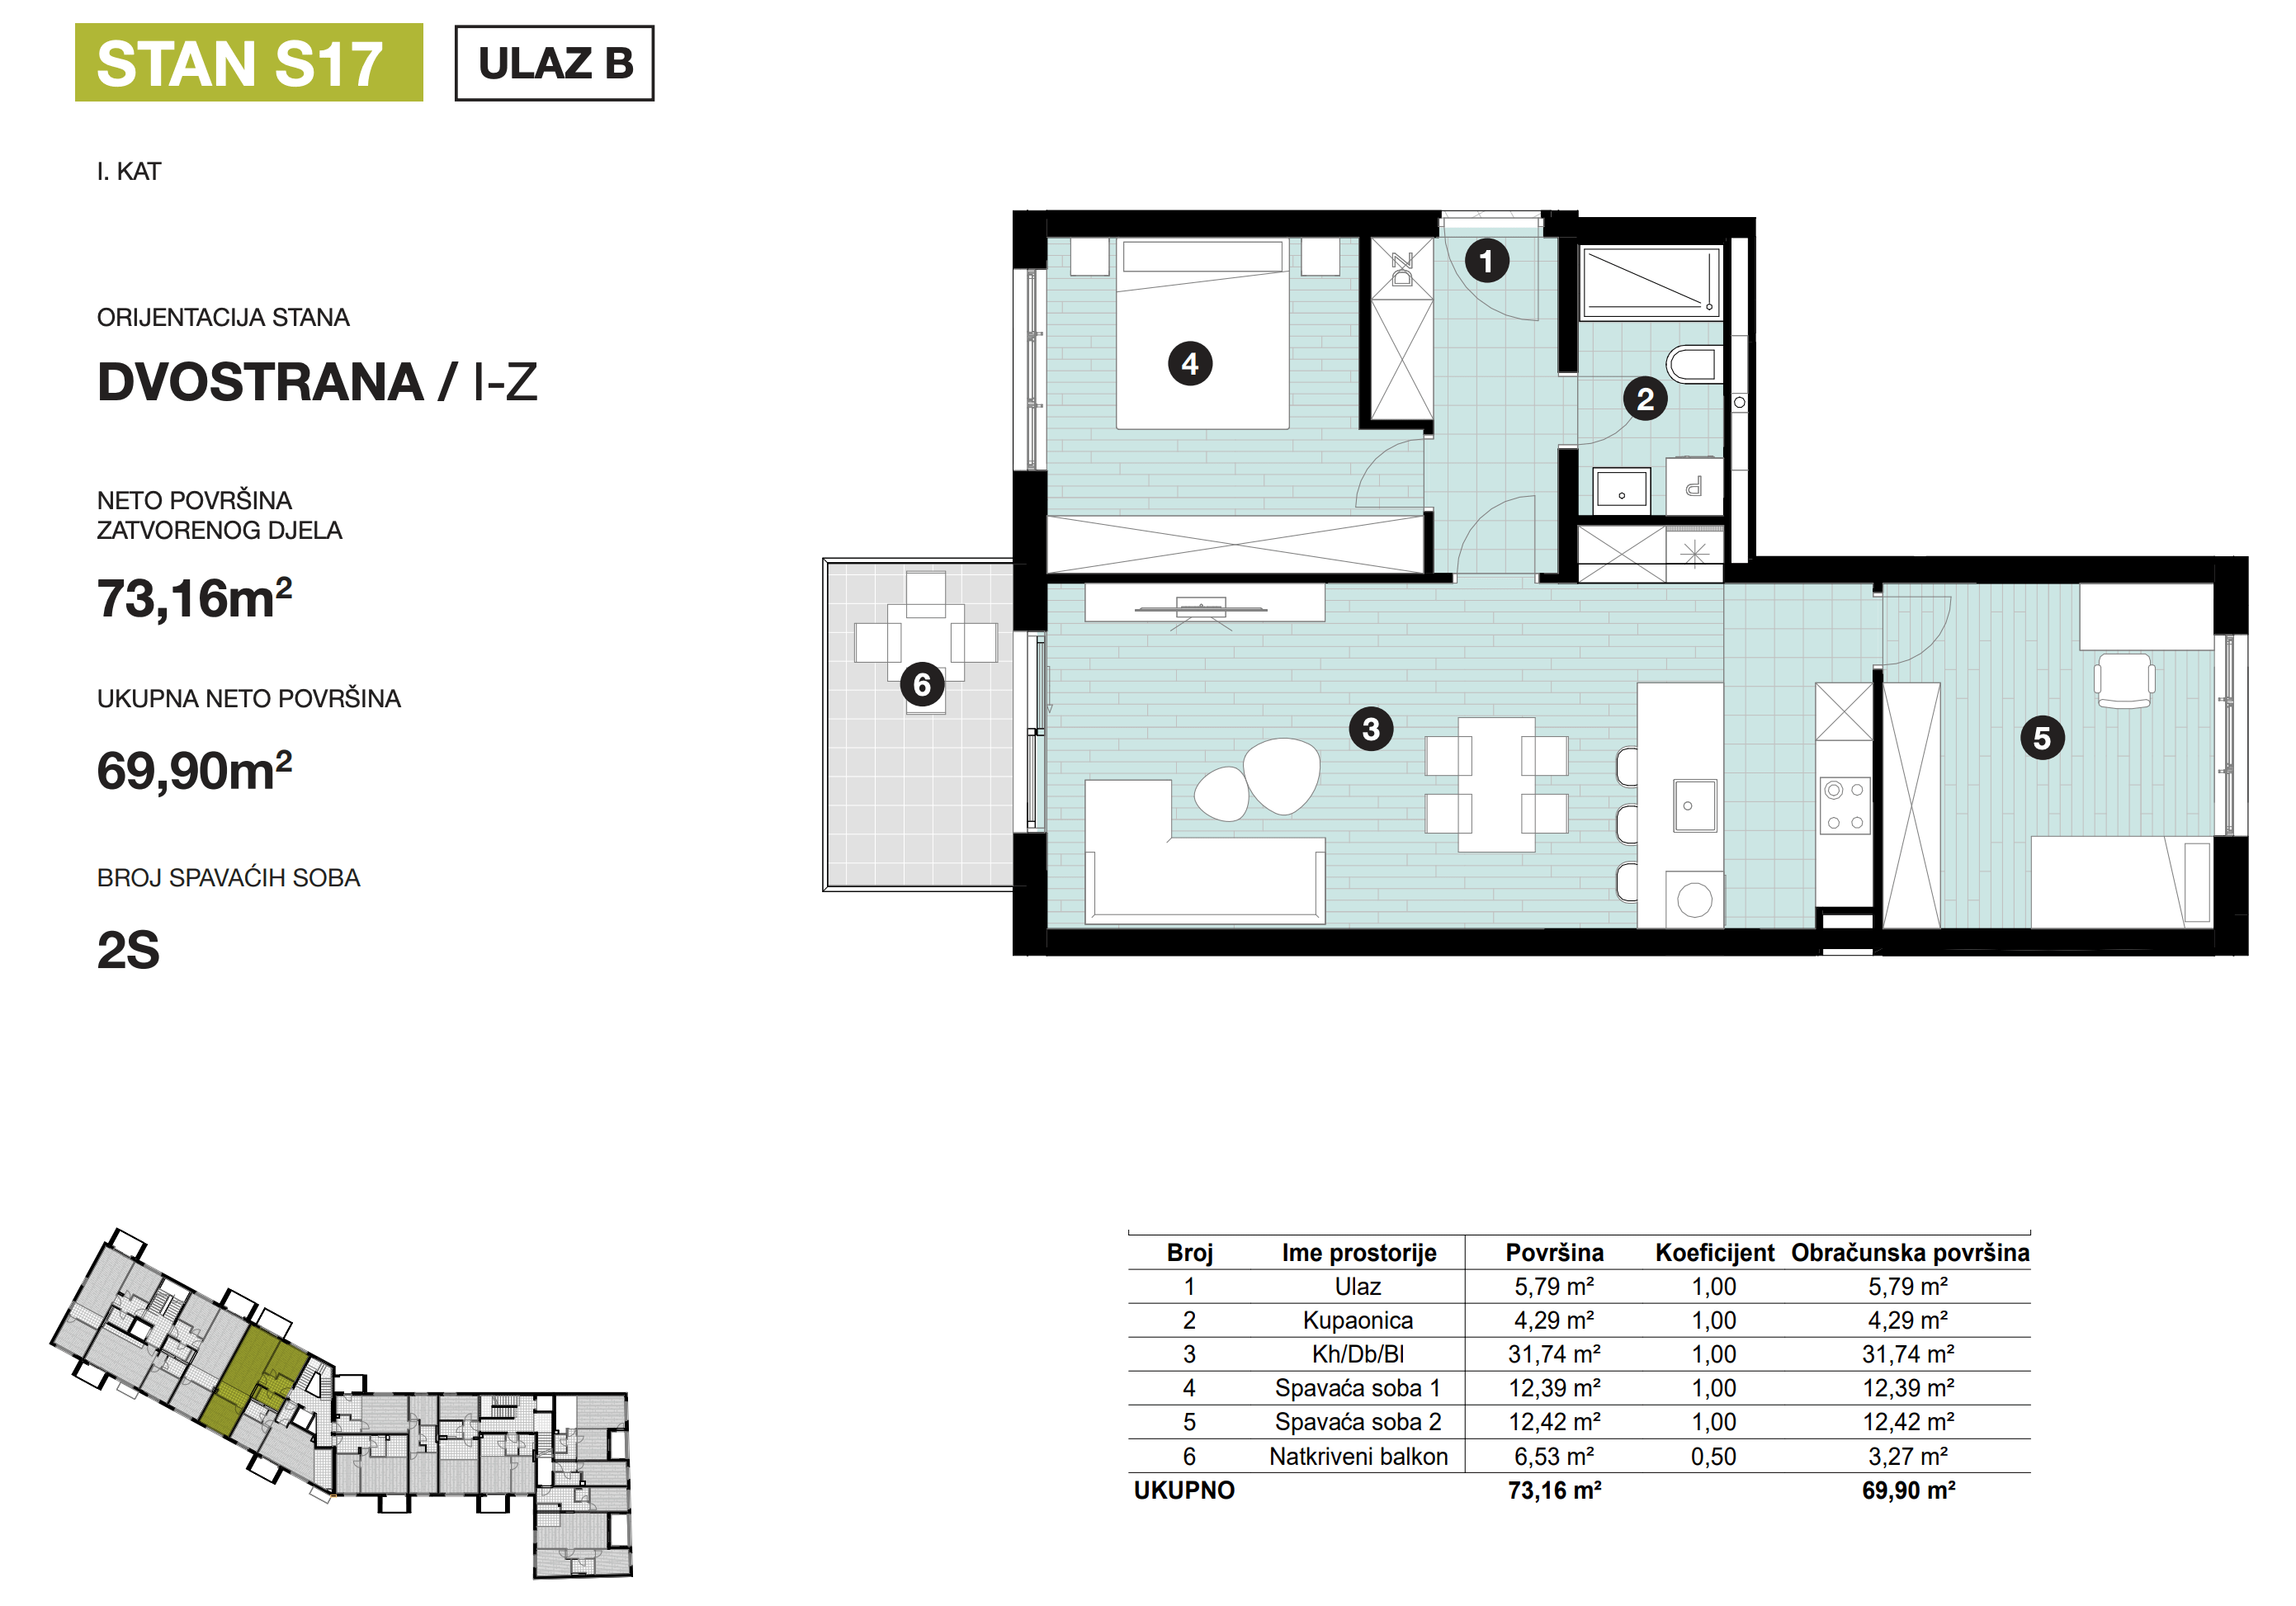 STAN S17
ULAZ B
I. KAT
ORIJENTACIJA STANA
DVOSTRANA / I-Z
NETO POVRŠINA
ZATVORENOG DJELA
73,16m²
UKUPNA NETO POVRŠINA
69,90m²
BROJ SPAVAĆIH SOBA
2S
DZ
1
4
2
P
6
3
5
Broj Ime prostorije Površina Koeficijent Obračunska površina
1 Ulaz 5,79 m² 1,00 5,79 m²
2 Kupaonica 4,29 m² 1,00 4,29 m²
3 Kh/Db/Bl 31,74 m² 1,00 31,74 m²
4 Spavaća soba 1 12,39 m² 1,00 12,39 m²
5 Spavaća soba 2 12,42 m² 1,00 12,42 m²
6 Natkriveni balkon 6,53 m² 0,50 3,27 m²
UKUPNO 73,16 m² 69,90 m²